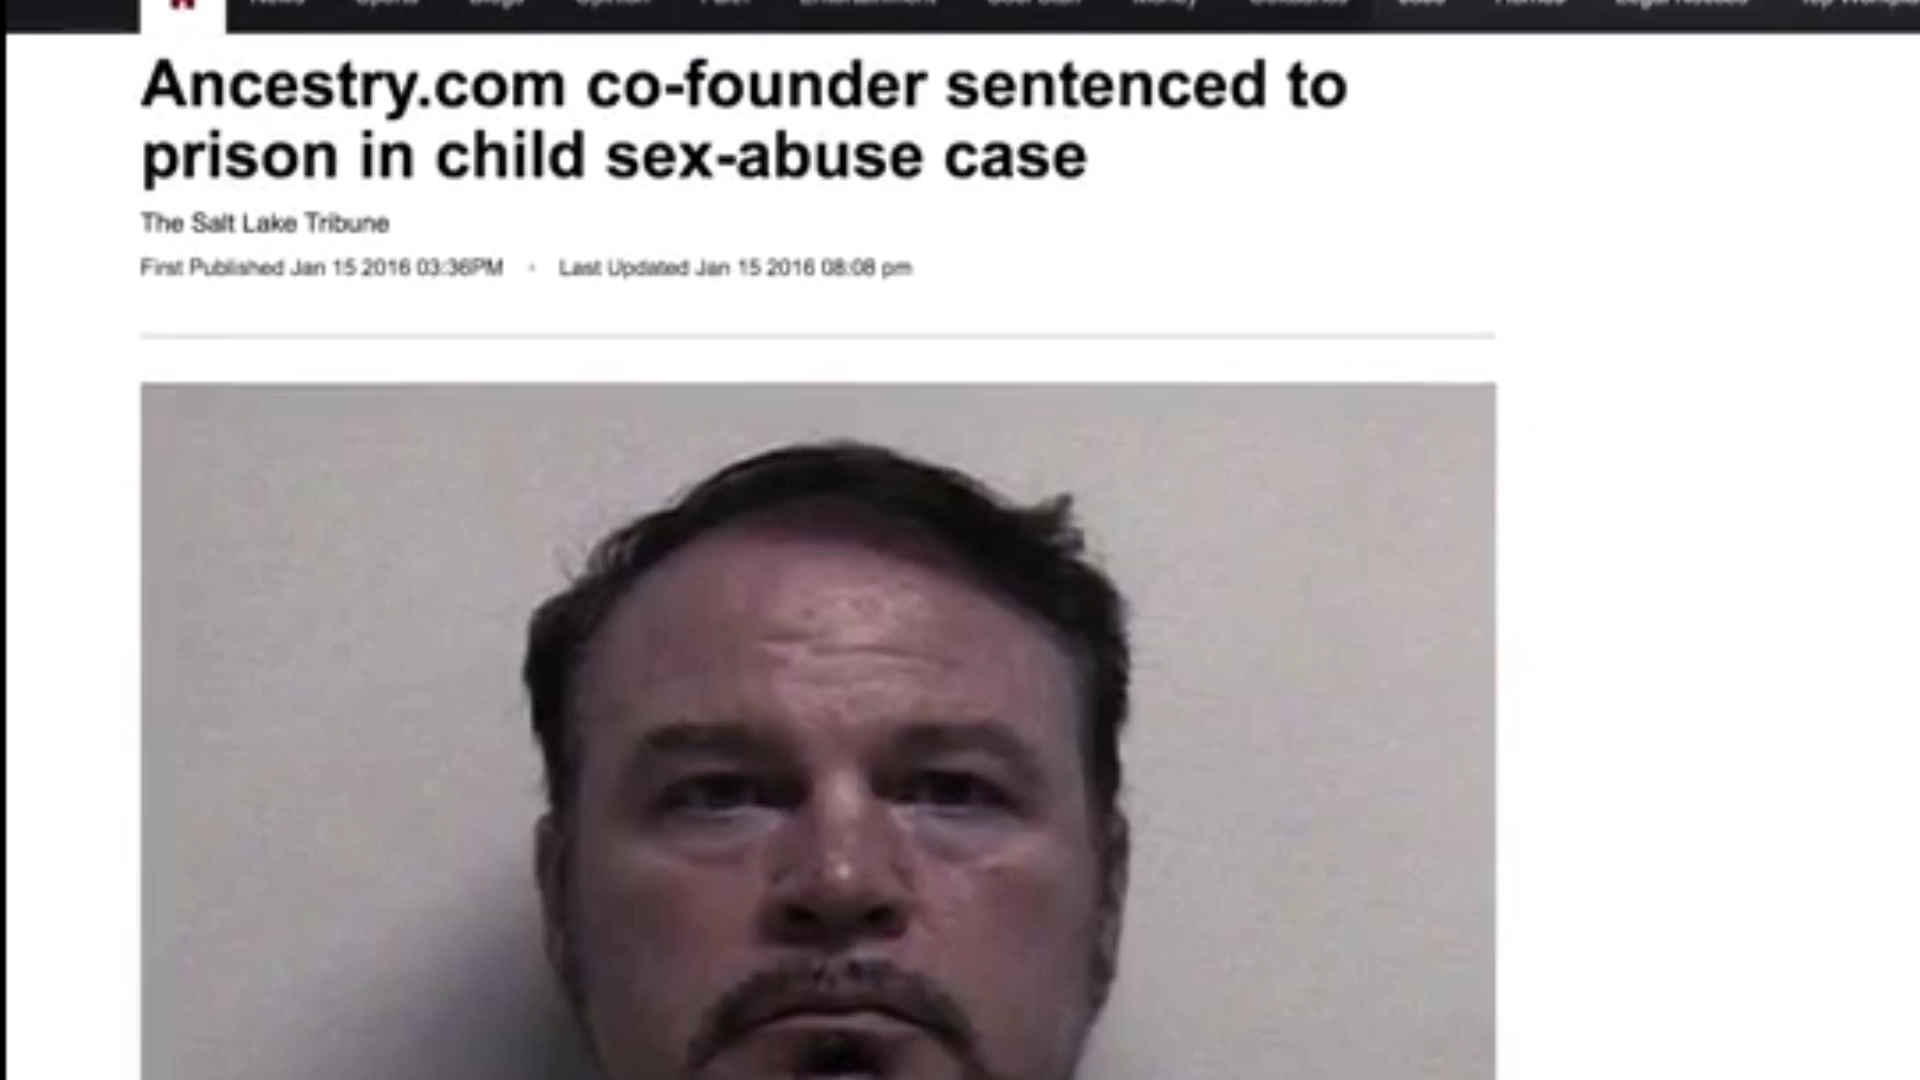 Ancestry.com co-founder sentenced to
prison in child sex-abuse case
The Salt Lake Tribune
First Published Jan 15 2016 03:36PM • Last Updated Jan 15 2016 08:08 pm